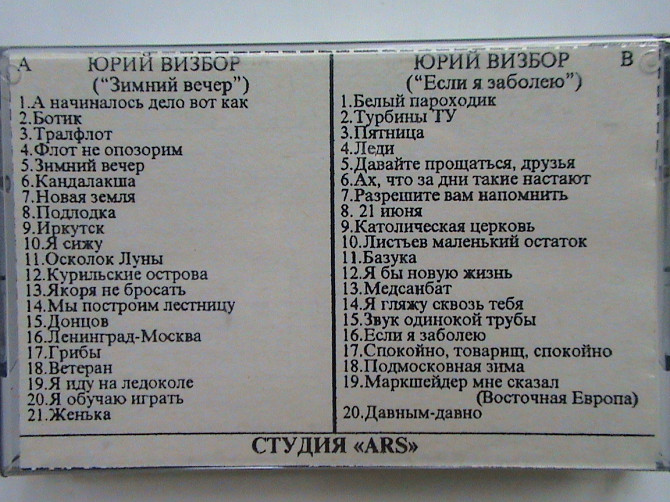 А ЮРИЙ ВИЗБОР
("Зимний вечер")
1.А начиналось дело вот как
2.Ботик
3.Тралфлот
4.Флот не опозорим
5.Зимний вечер
6.Кандалакша
7.Новая земля
8.Подлодка
9.Иркутск
10.Я сижу
11.Осколок Луны
12.Курильские острова
13.Якоря не бросать
14.Мы построим лестницу
15.Донцов
16.Ленинград-Москва
17.Грибы
18.Ветеран
19.Я иду на ледоколе
20.Я обучаю играть
21.Женька
ЮРИЙ ВИЗБОР В
("Если я заболею")
1.Белый пароходик
2.Турбины ТУ
3.Пятница
4.Леди
5.Давайте прощаться, друзья
6.Ах, что за дни такие настают
7.Разрешите вам напомнить
8. 21 июня
9.Католическая церковь
10.Листьев маленький остаток
11.Базука
12.Я бы новую жизнь
13.Медсанбат
14.Я гляжу сквозь тебя
15.Звук одинокой трубы
16.Если я заболею
17.Спокойно, товарищ, спокойно
18.Подмосковная зима
19.Маркшейдер мне сказал
(Восточная Европа)
20.Давным-давно
СТУДИЯ «ARS»